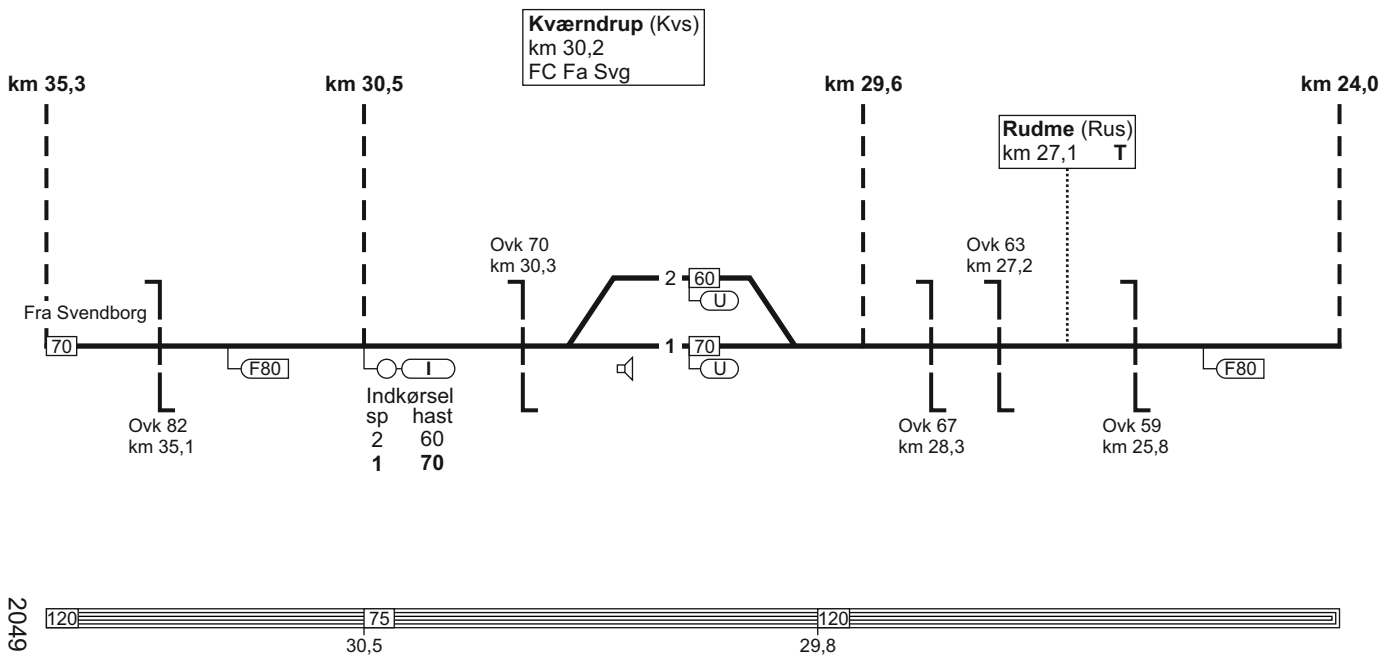 Kværndrup (Kvs)
km 30,2
FC Fa Svg
km 35,3
km 30,5
km 29,6
km 24,0
Rudme (Rus)
km 27,1 T
Ovk 70
km 30,3
Ovk 63
km 27,2
2 60
U
Fra Svendborg
70
1 70
U
F80
I
F80
Indkørsel
sp hast
2 60
1 70
Ovk 82
km 35,1
Ovk 67
km 28,3
Ovk 59
km 25,8
2049
120 75 120
30,5 29,8